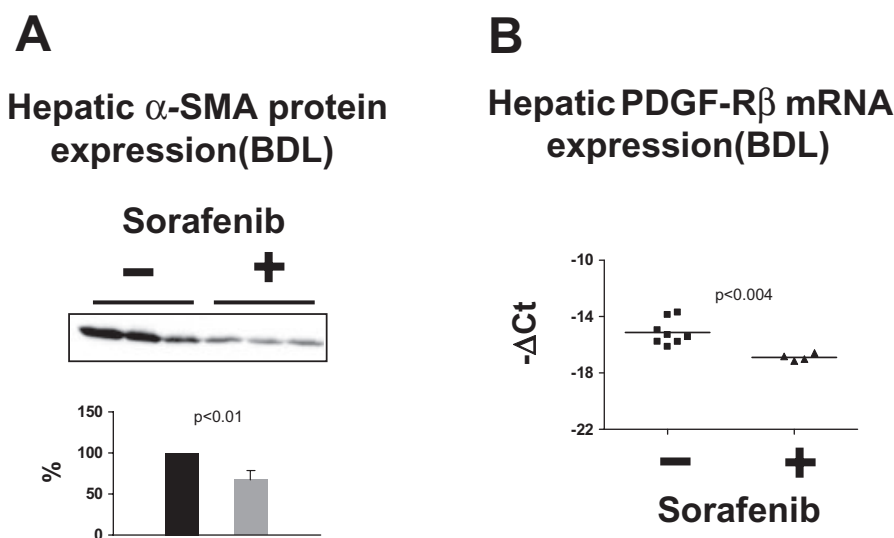 A
Hepatic α-SMA protein
expression(BDL)
Sorafenib
− +
150
p<0.01
100
%
50
0
B
Hepatic PDGF-Rβ mRNA
expression(BDL)
-10
p<0.004
-14
-ΔCt
-18
-22
− +
Sorafenib